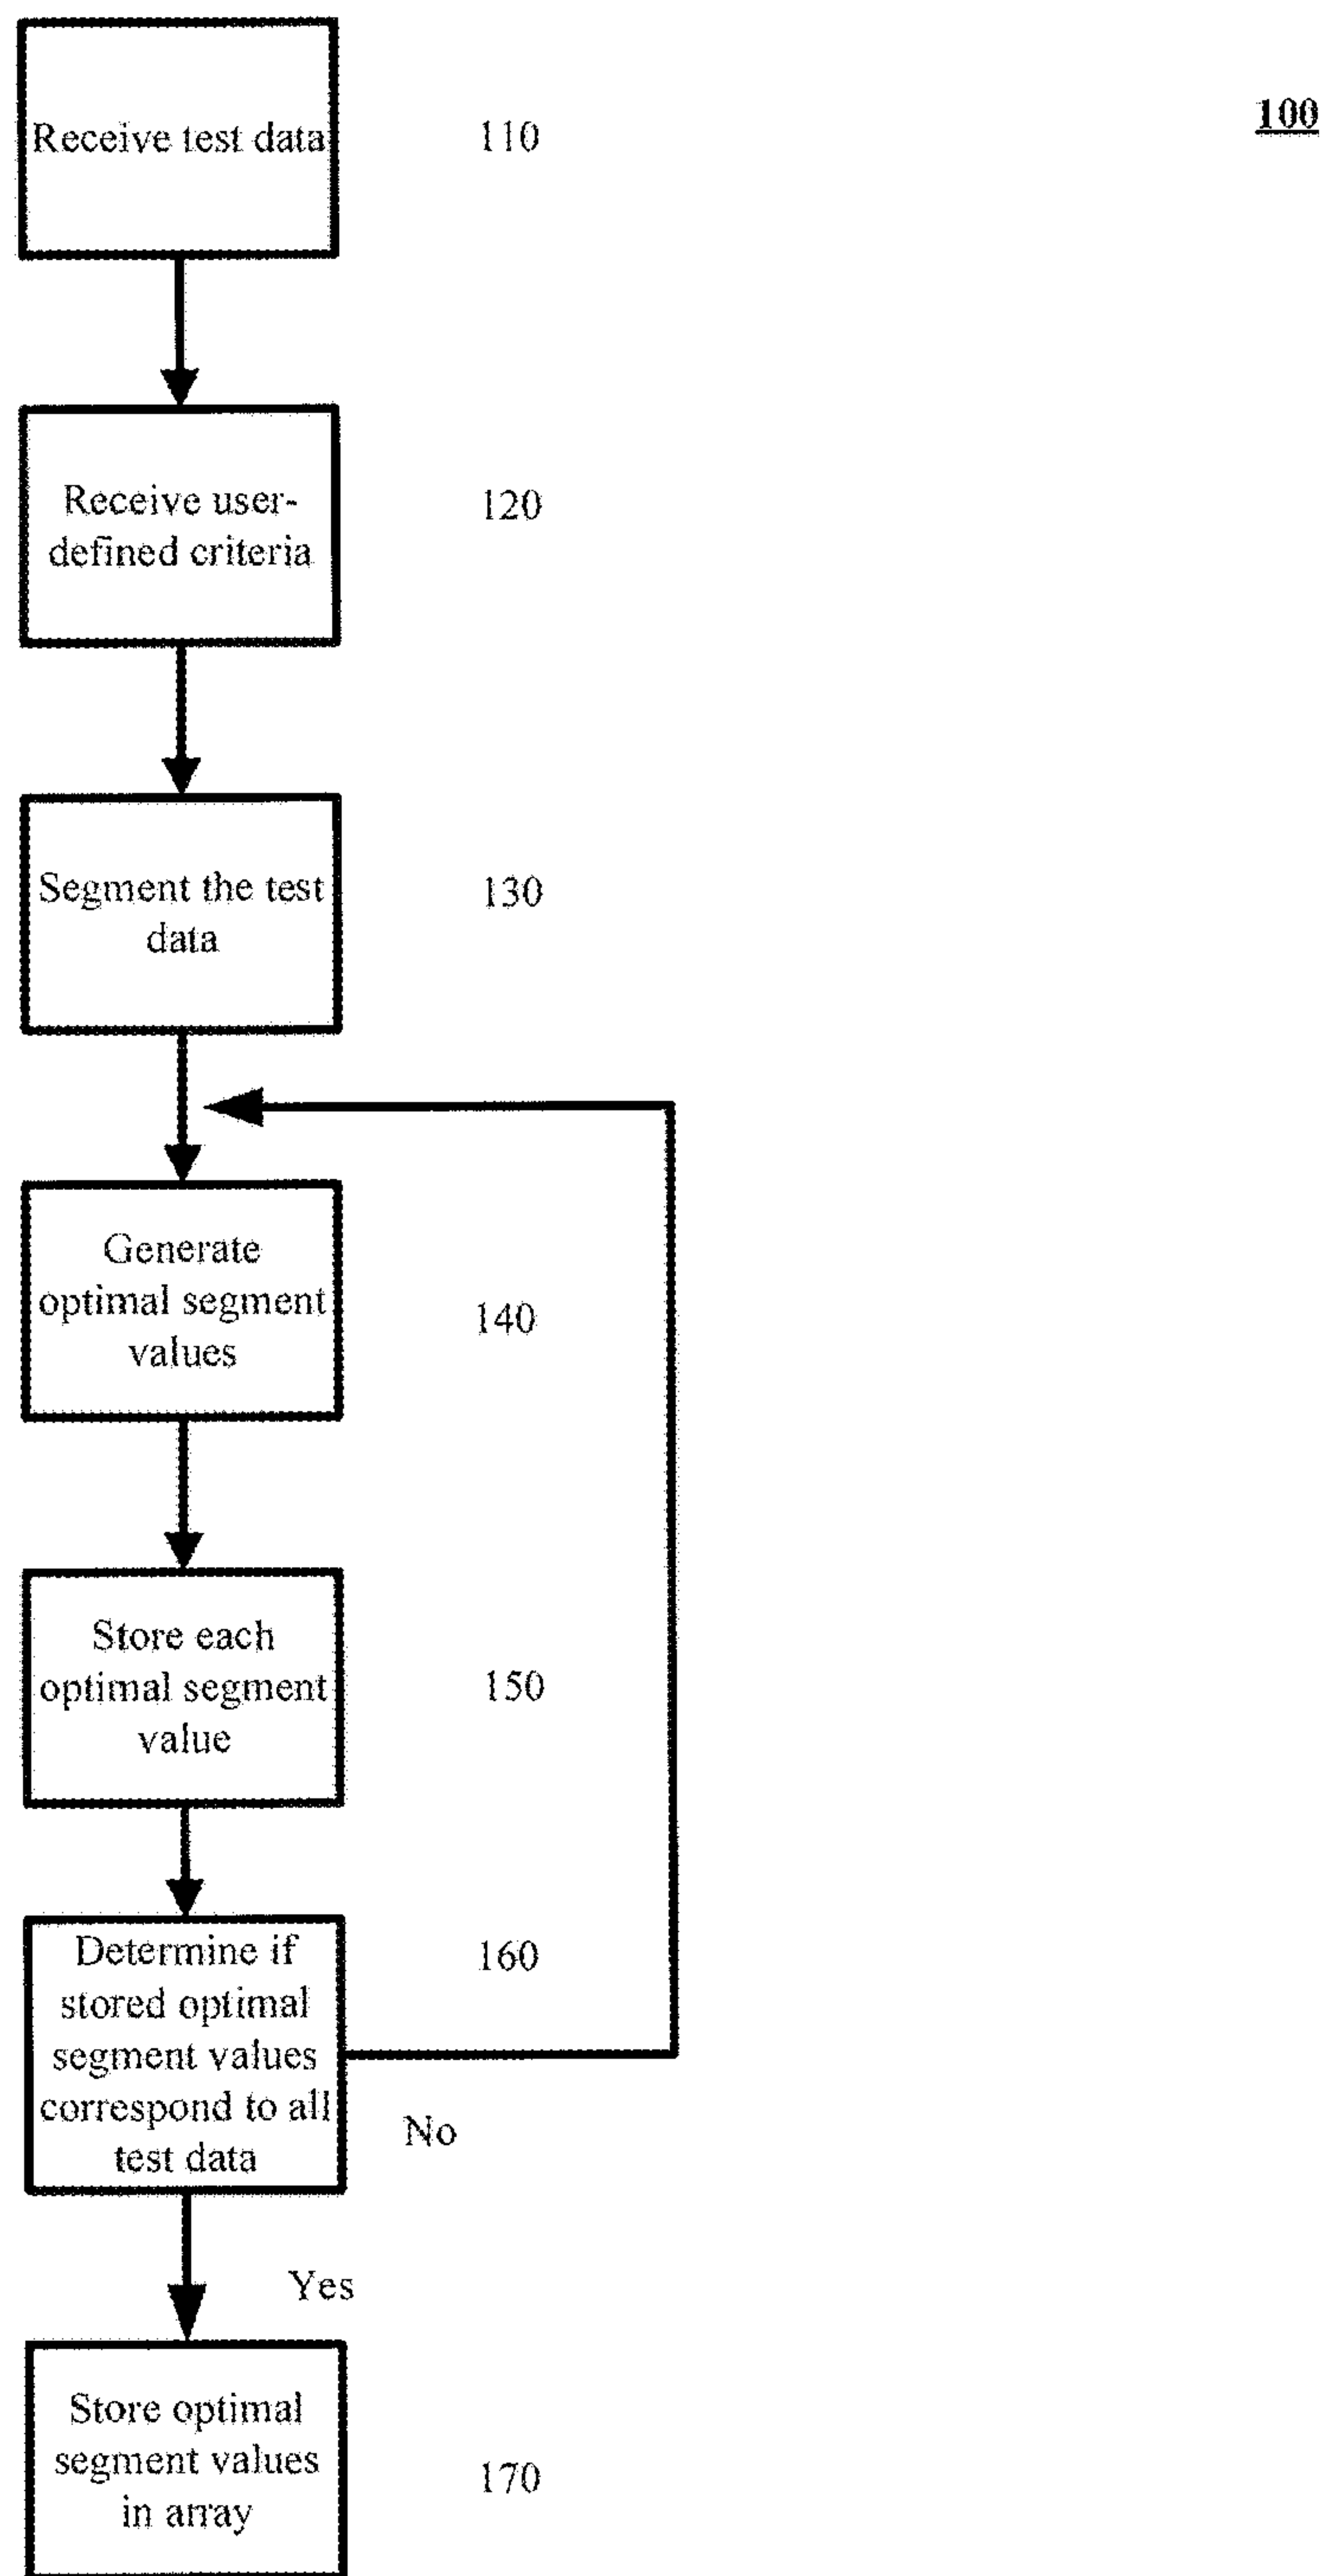 100
Receive test data
110
Receive user-
defined criteria
120
Segment the test
data
130
Generate
optimal segment
values
140
Store each
optimal segment
value
150
Determine if
stored optimal
segment values
correspond to all
test data
160
No
Yes
Store optimal
segment values
in array
170